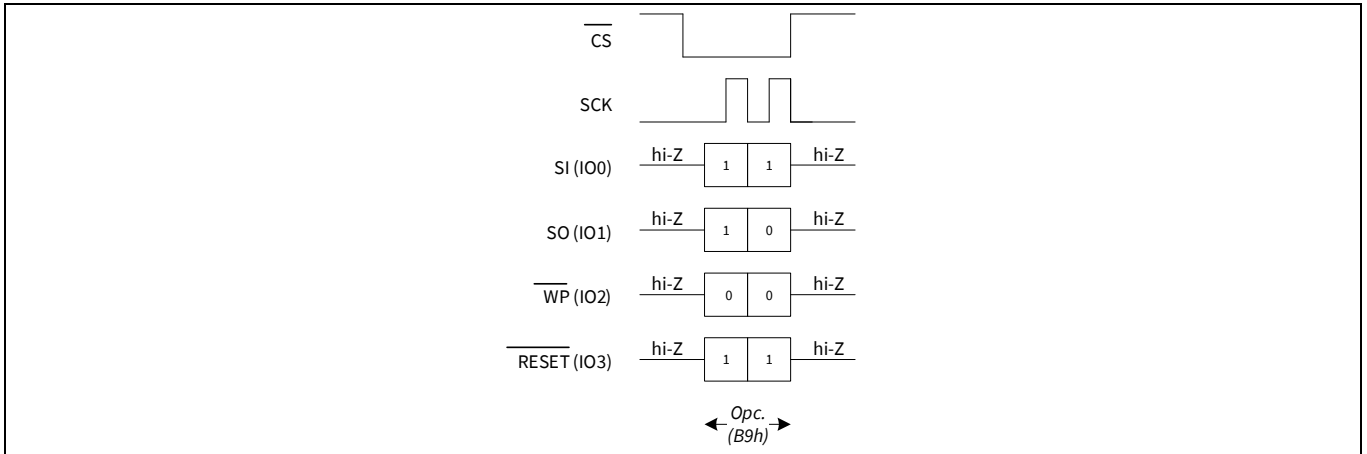 CS
SCK
SI (IO0) hi-Z 1 1 hi-Z
SO (IO1) hi-Z 1 0 hi-Z
WP (IO2) hi-Z 0 0 hi-Z
RESET (IO3) hi-Z 1 1 hi-Z
Opc.
(B9h)